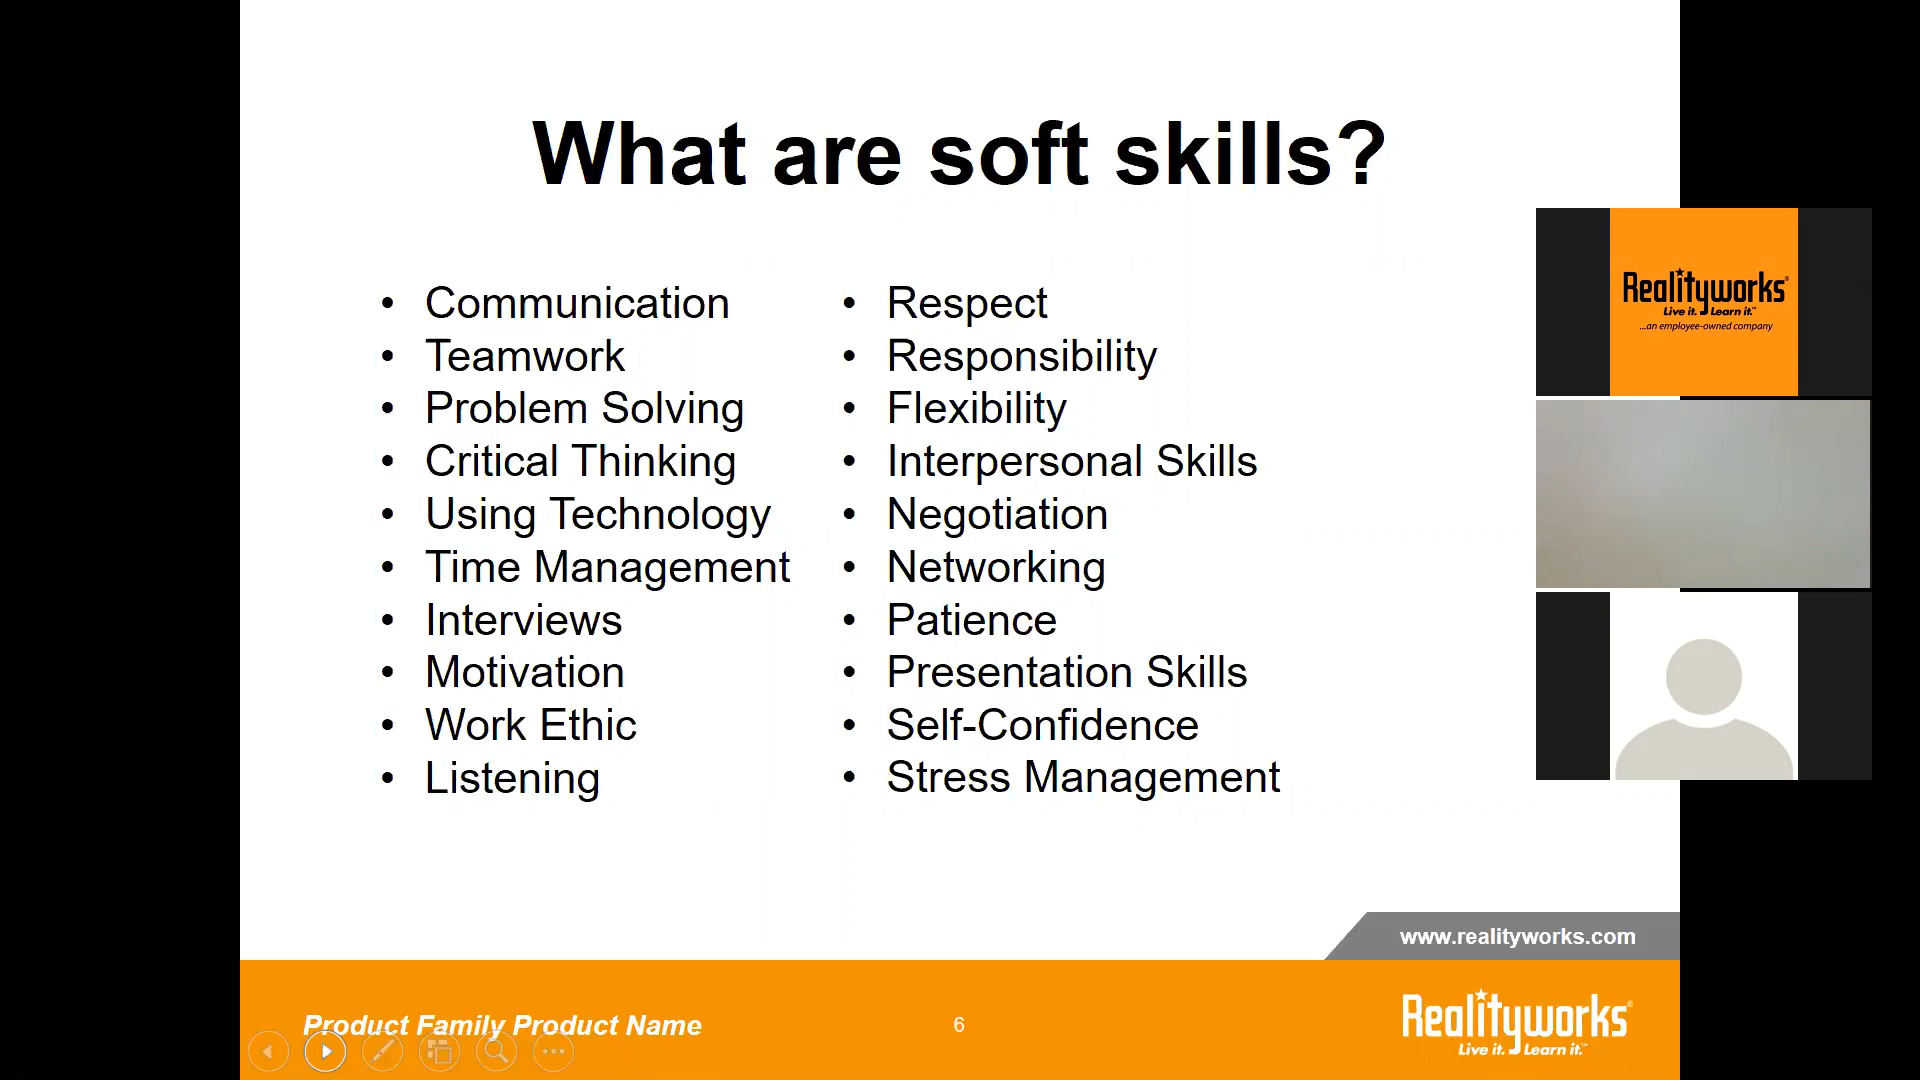 What are soft skills?
• Communication
• Teamwork
• Problem Solving
• Critical Thinking
• Using Technology
• Time Management
• Interviews
• Motivation
• Work Ethic
• Listening
• Respect
• Responsibility
• Flexibility
• Interpersonal Skills
• Negotiation
• Networking
• Patience
• Presentation Skills
• Self-Confidence
• Stress Management
Realityworks®
Live it. Learn it.™
...an employee-owned company
www.realityworks.com
Product Family Product Name
6
Realityworks®
Live it. Learn it.™